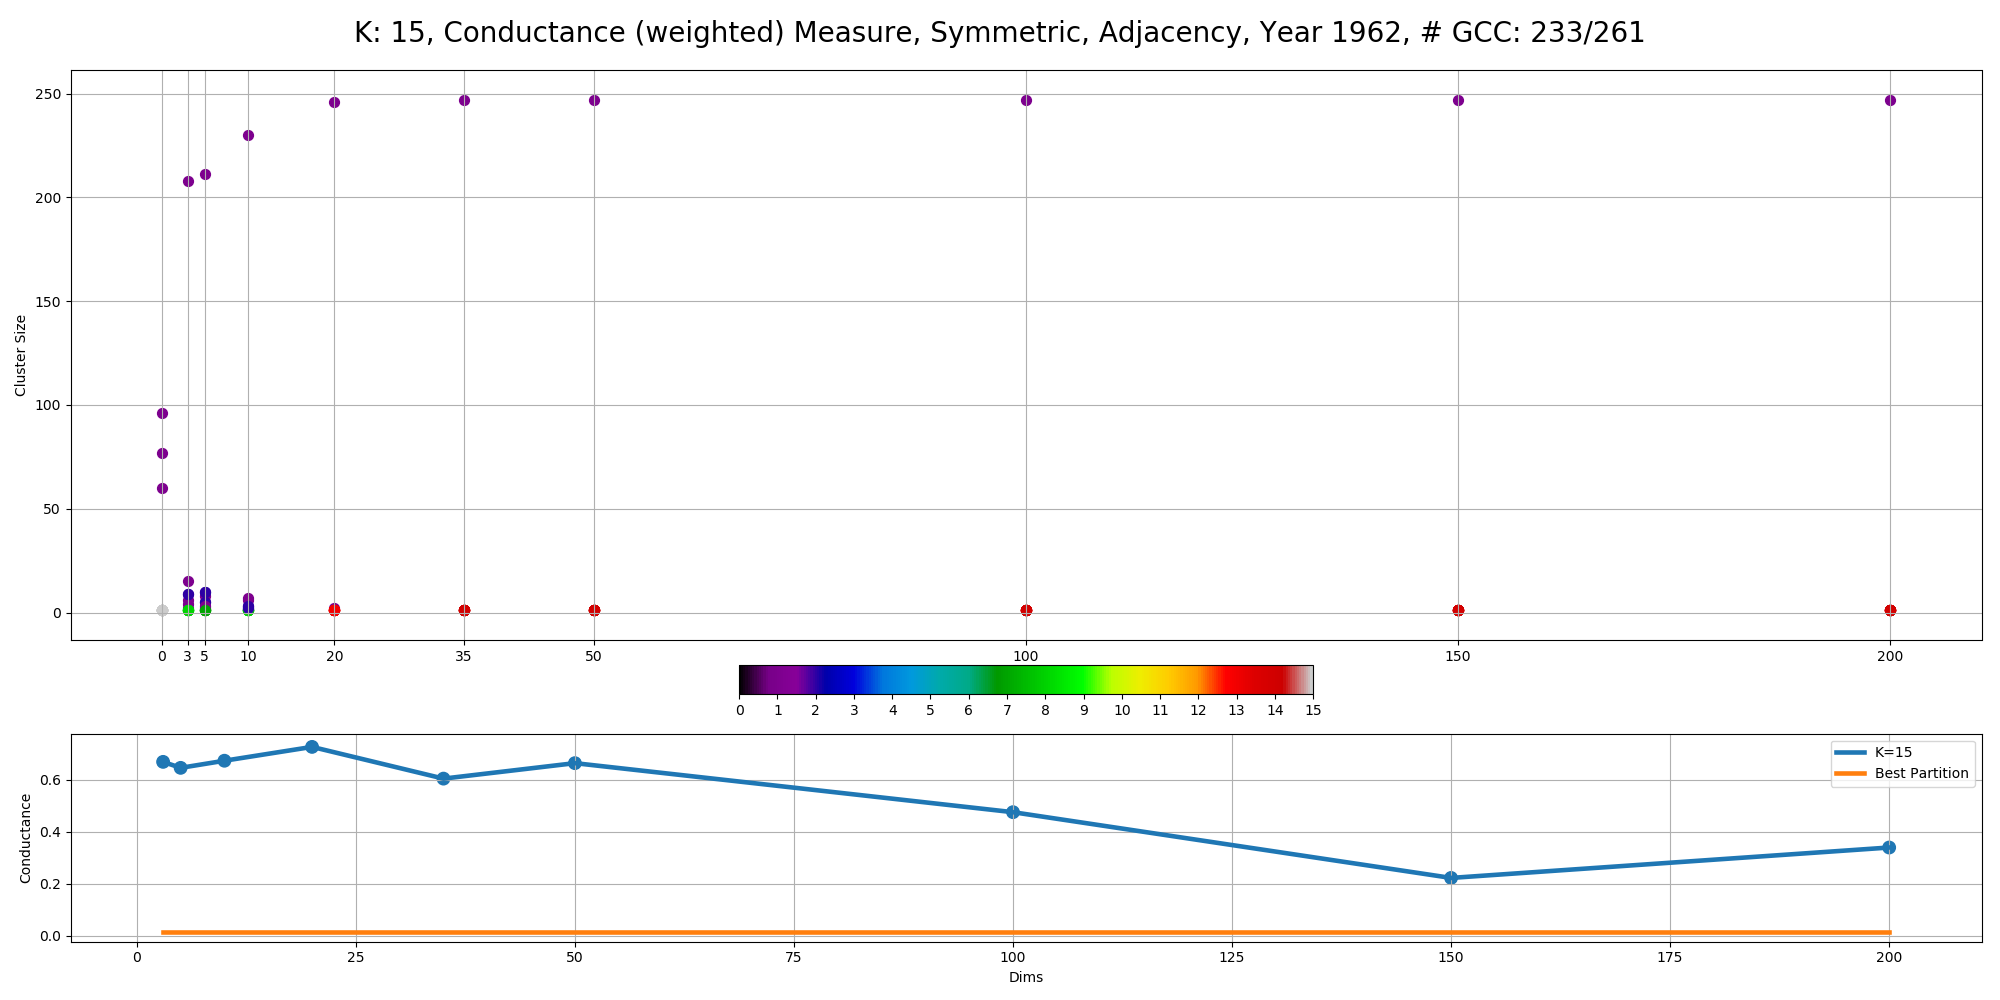 K: 15, Conductance (weighted) Measure, Symmetric, Adjacency, Year 1962, # GCC: 233/261
250
200
150
100
50
0
Cluster Size
0 3 5 10 20 35 50 100 150 200
0 1 2 3 4 5 6 7 8 9 10 11 12 13 14 15
K=15
Best Partition
0.6
0.4
0.2
0.0
Conductance
0 25 50 75 100 125 150 175 200
Dims